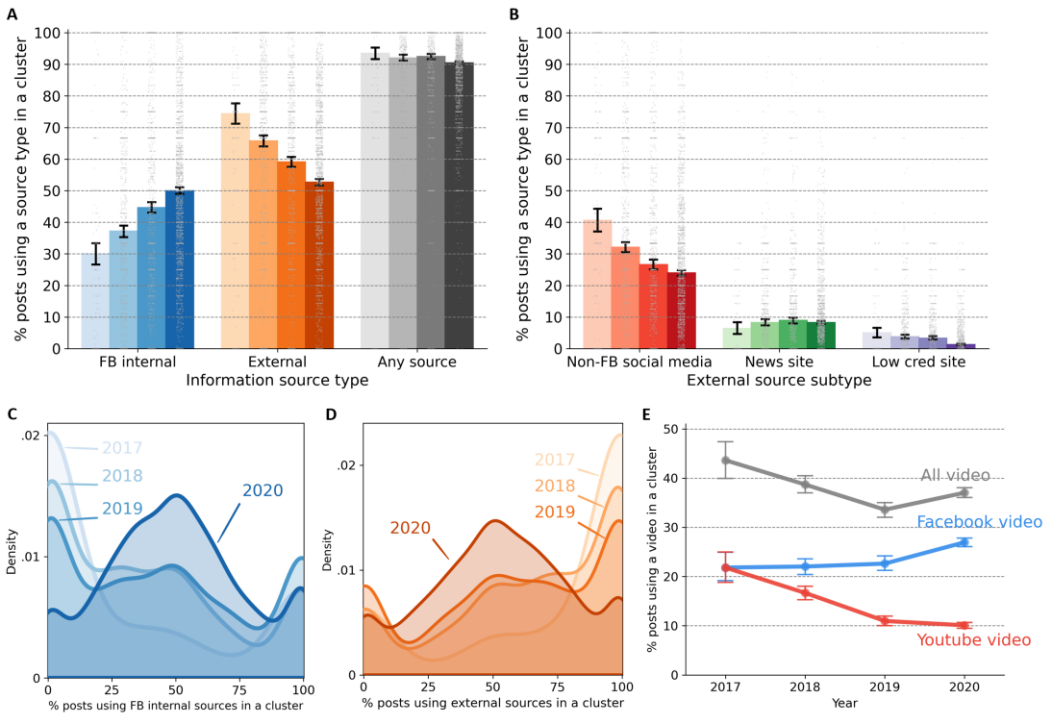 A
100
90
80
70
60
50
40
30
20
10
0
% posts using a source type in a cluster
FB internal
External
Any source
Information source type
B
100
90
80
70
60
50
40
30
20
10
0
% posts using a source type in a cluster
Non-FB social media
News site
Low cred site
External source subtype
C
.02
.01
0
Density
2017
2018
2019
2020
0
25
50
75
100
% posts using FB internal sources in a cluster
D
.02
.01
0
Density
2017
2018
2019
2020
0
25
50
75
100
% posts using external sources in a cluster
E
50
40
30
20
10
0
% posts using a video in a cluster
All video
Facebook video
Youtube video
2017
2018
2019
2020
Year